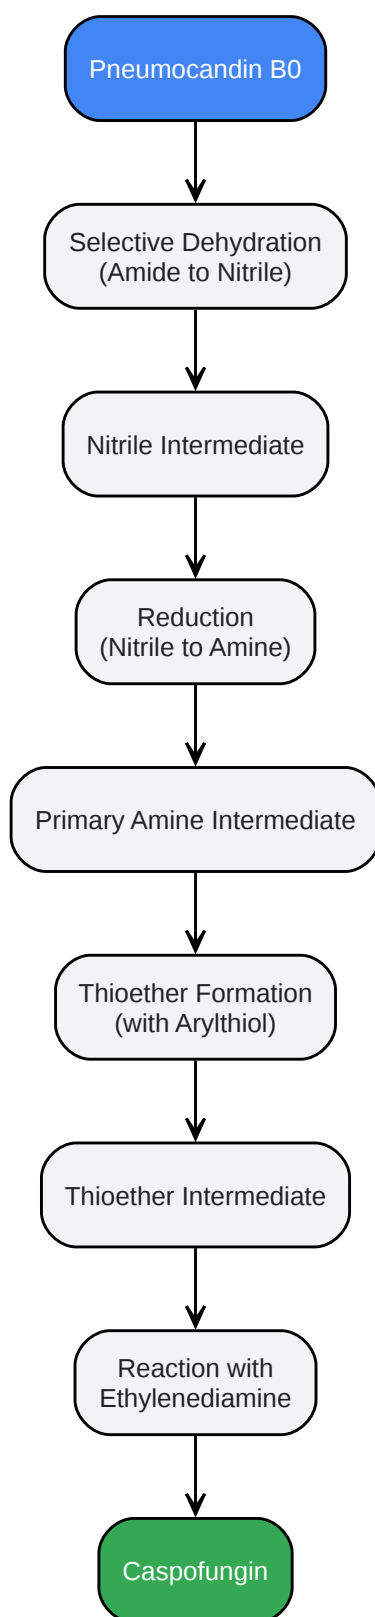 Pneumocandin B0
Selective Dehydration
(Amide to Nitrile)
Nitrile Intermediate
Reduction
(Nitrile to Amine)
Primary Amine Intermediate
Thioether Formation
(with Arylthiol)
Thioether Intermediate
Reaction with
Ethylenediamine
Caspofungin